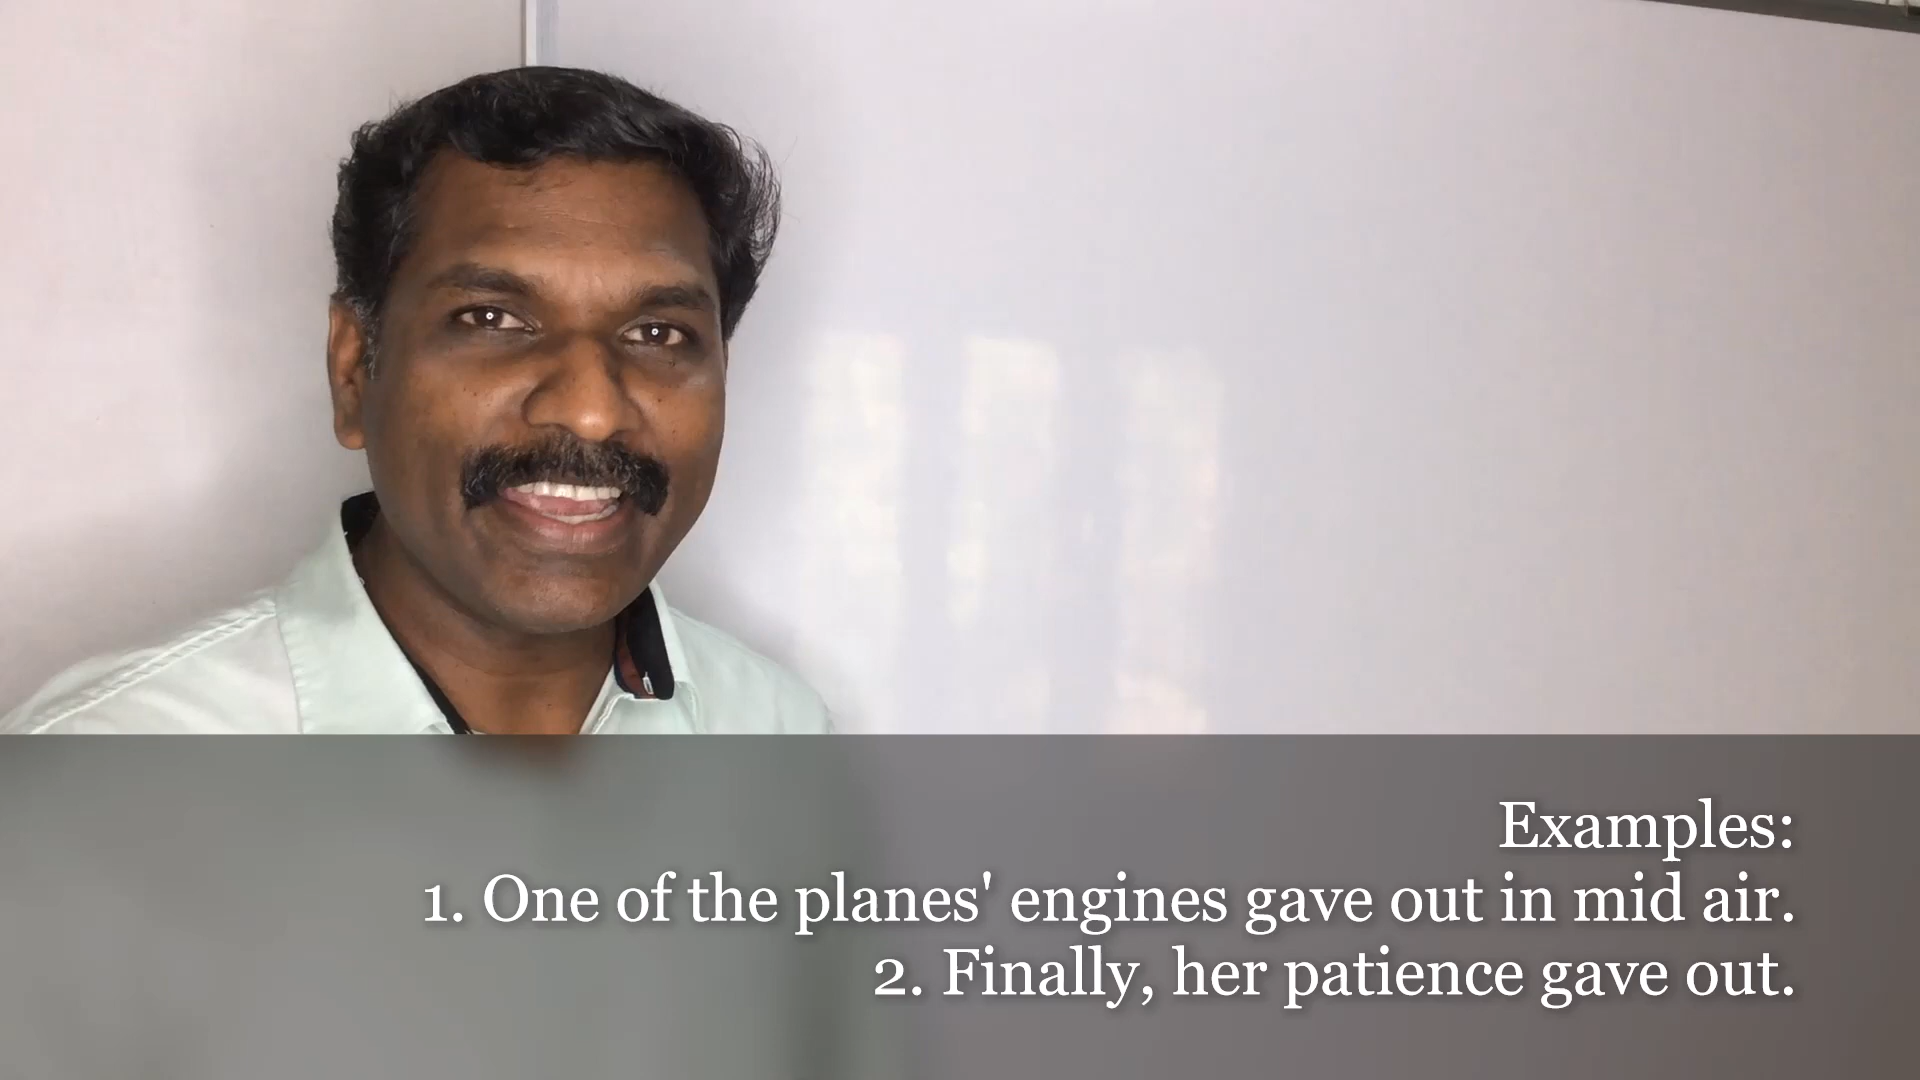 Examples:
1. One of the planes' engines gave out in mid air.
2. Finally, her patience gave out.